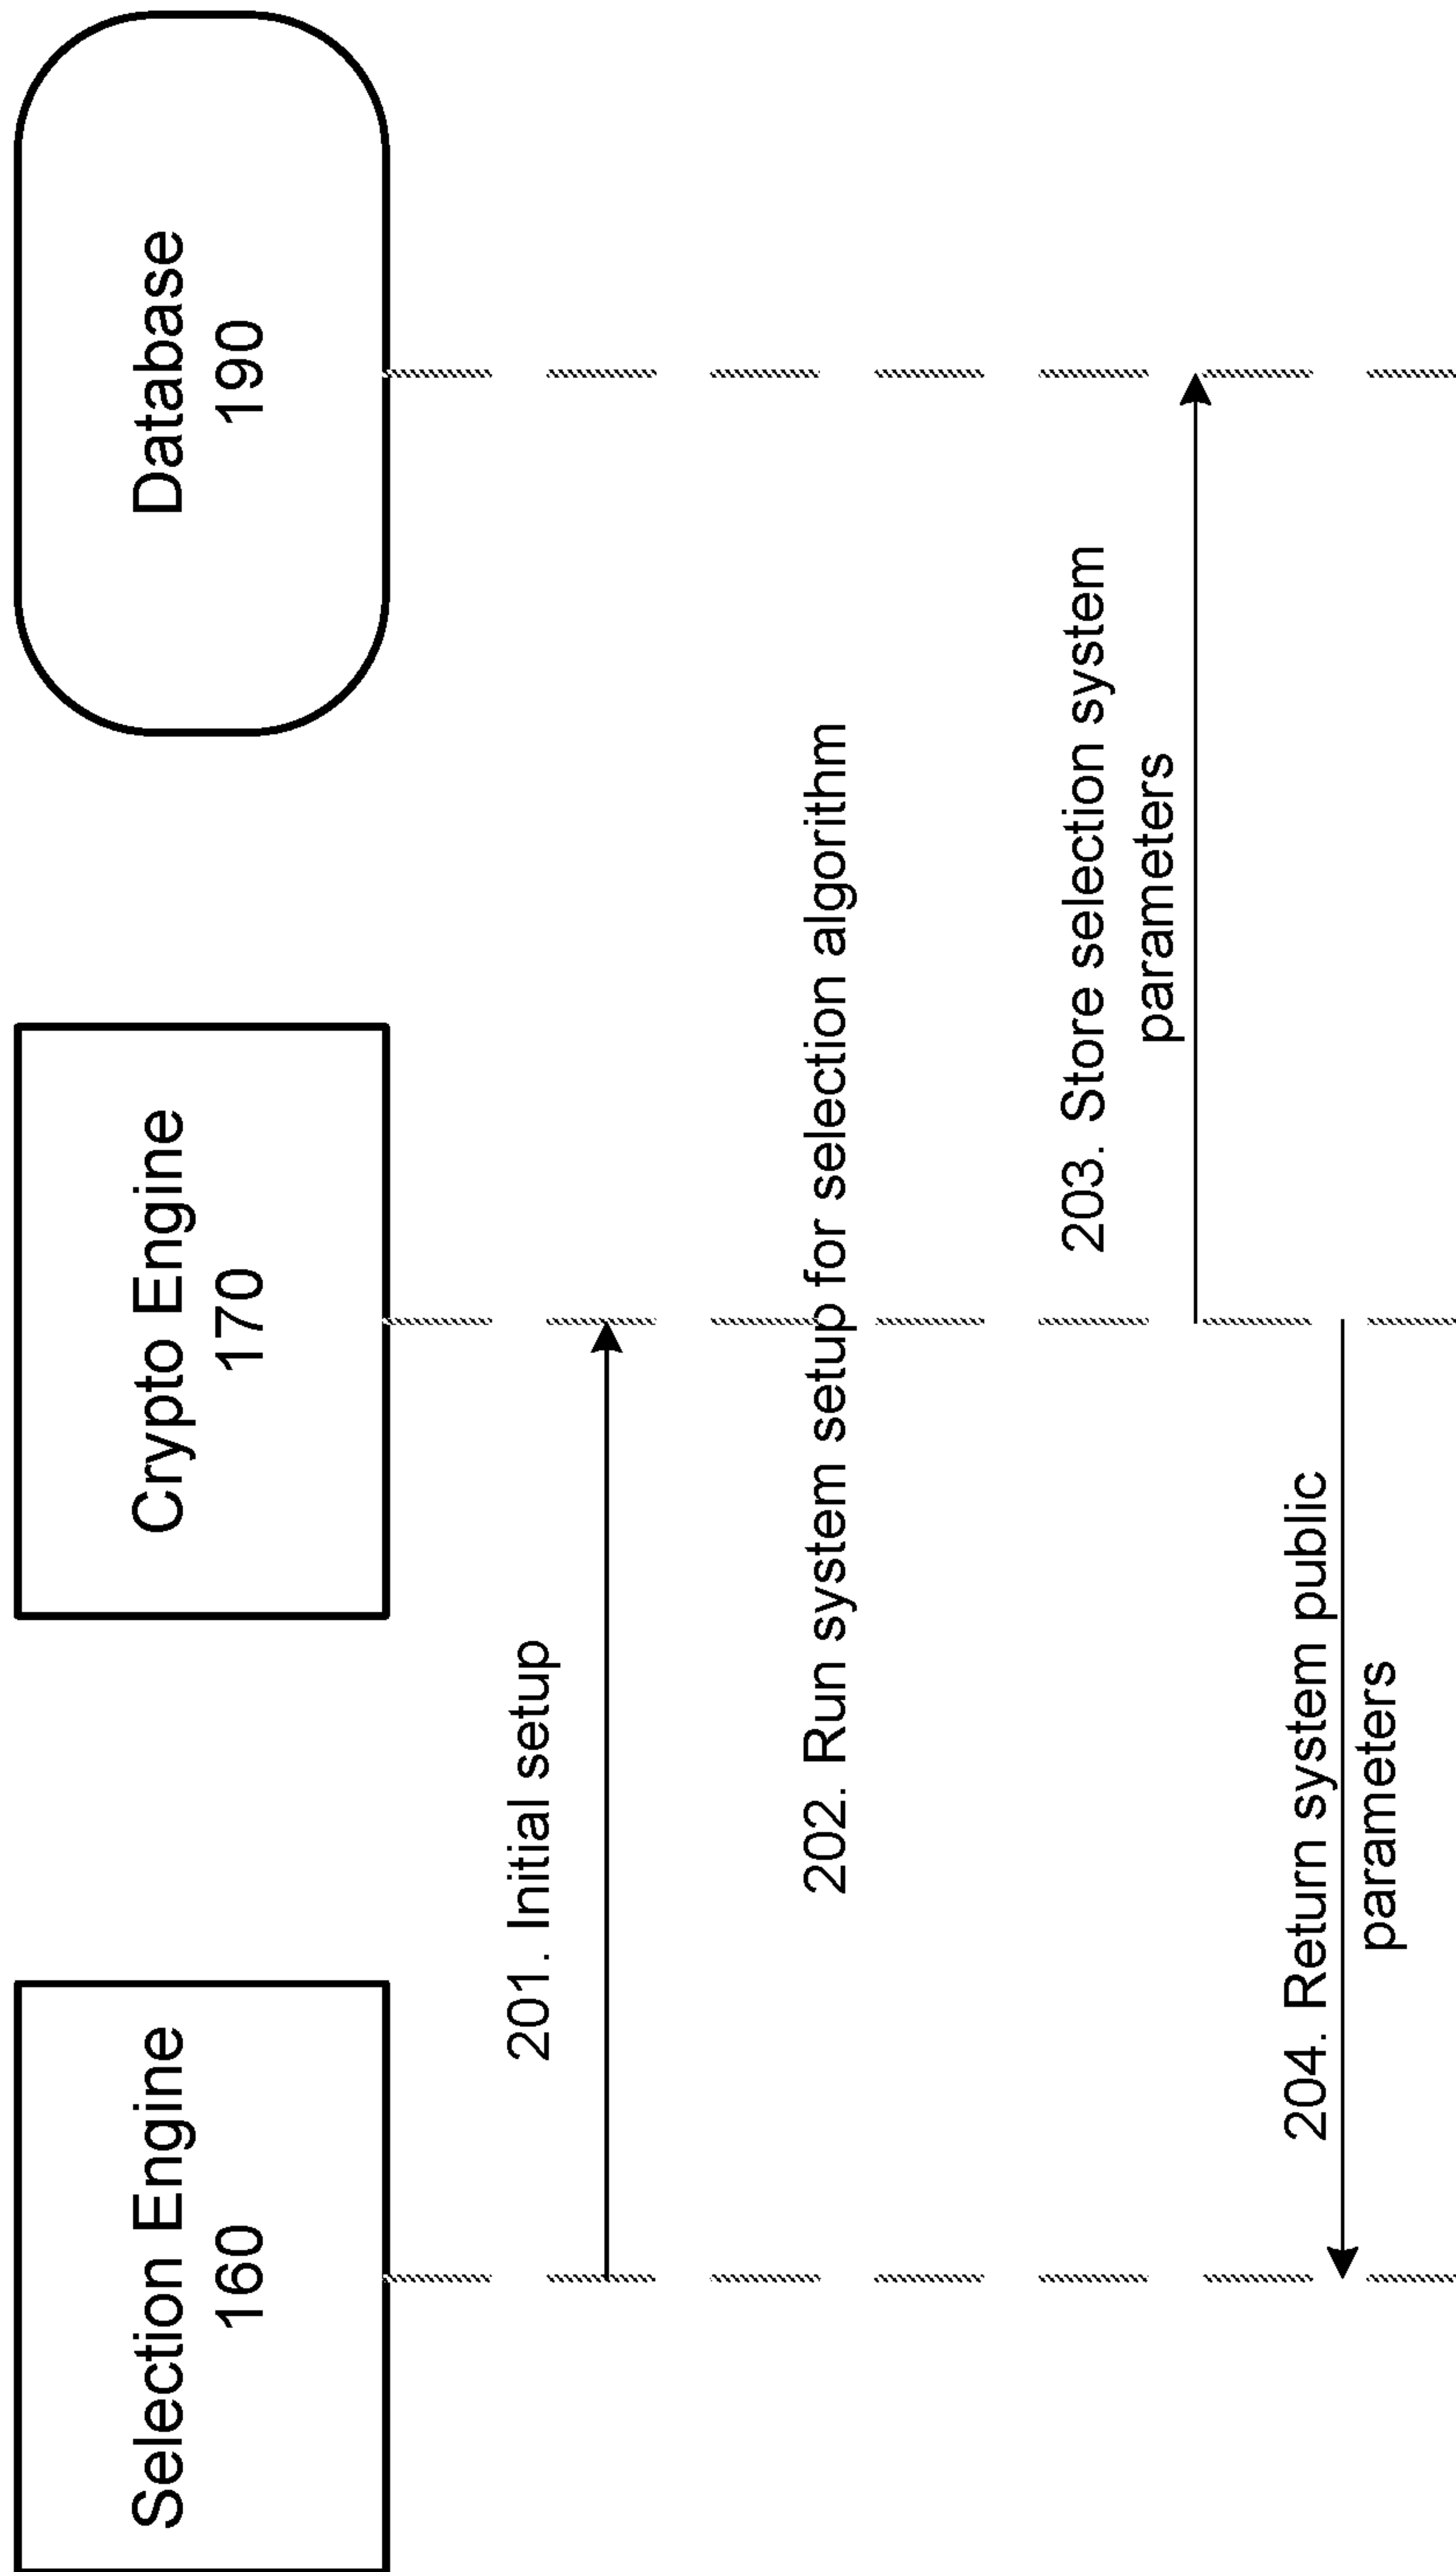 Selection Engine
160
Crypto Engine
170
Database
190
201. Initial setup
202. Run system setup for selection algorithm
203. Store selection system
parameters
204. Return system public
parameters